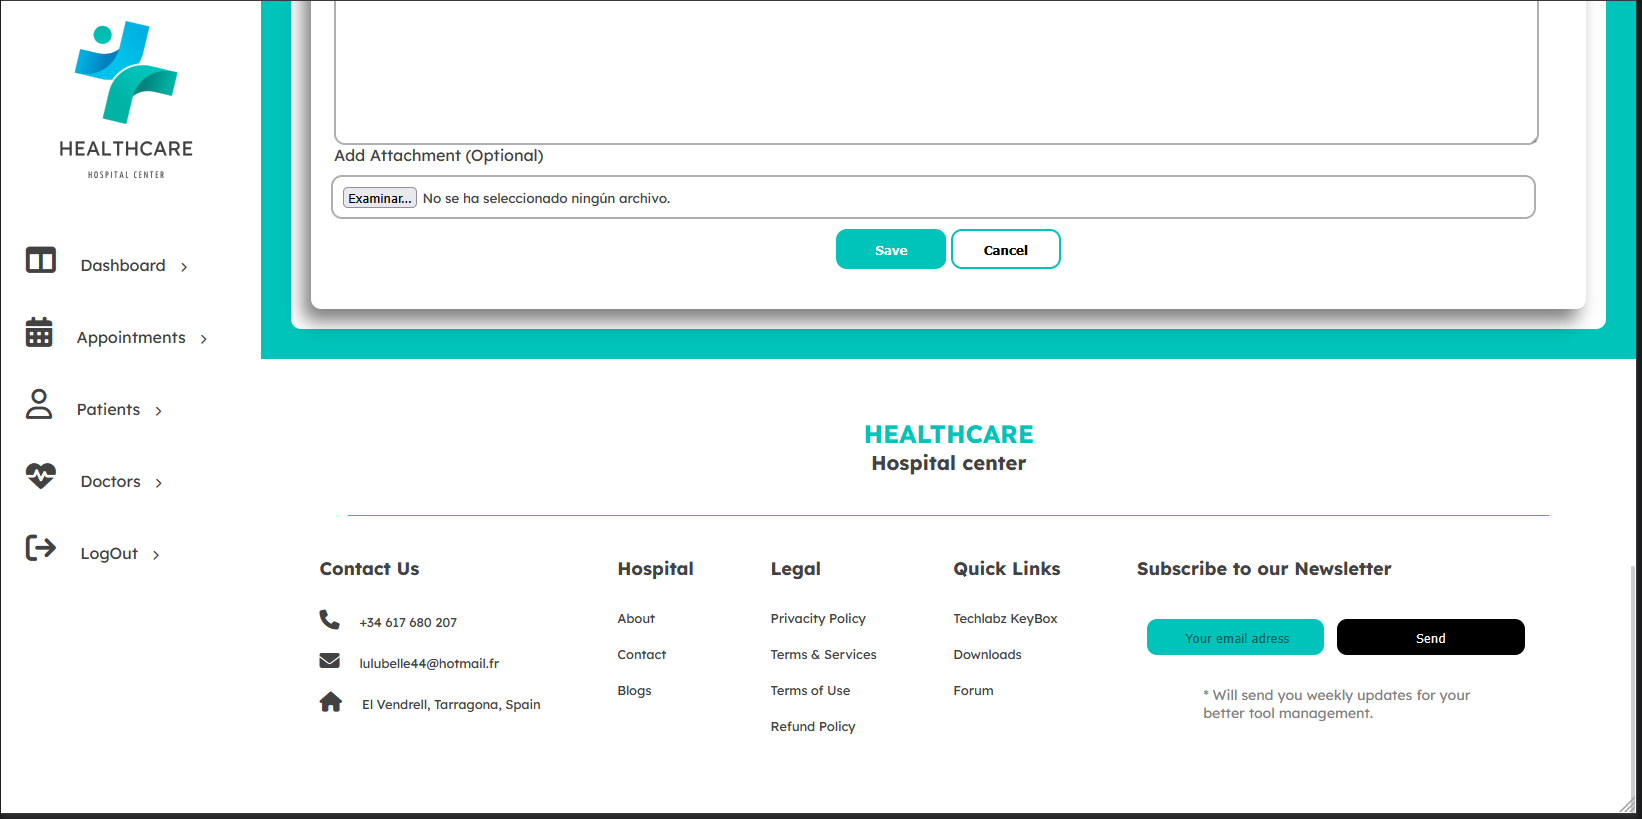 HEALTHCARE
HOSPITAL CENTER
Dashboard
Appointments
Patients
Doctors
LogOut
Add Attachment (Optional)
Examinar... No se ha seleccionado ningún archivo.
Save Cancel
HEALTHCARE
Hospital center
Contact Us
+34 617 680 207
lulubelle44@hotmail.fr
El Vendrell, Tarragona, Spain
Hospital
About
Contact
Blogs
Legal
Privacity Policy
Terms & Services
Terms of Use
Refund Policy
Quick Links
Techlabz KeyBox
Downloads
Forum
Subscribe to our Newsletter
Your email adress Send
* Will send you weekly updates for your
better tool management.